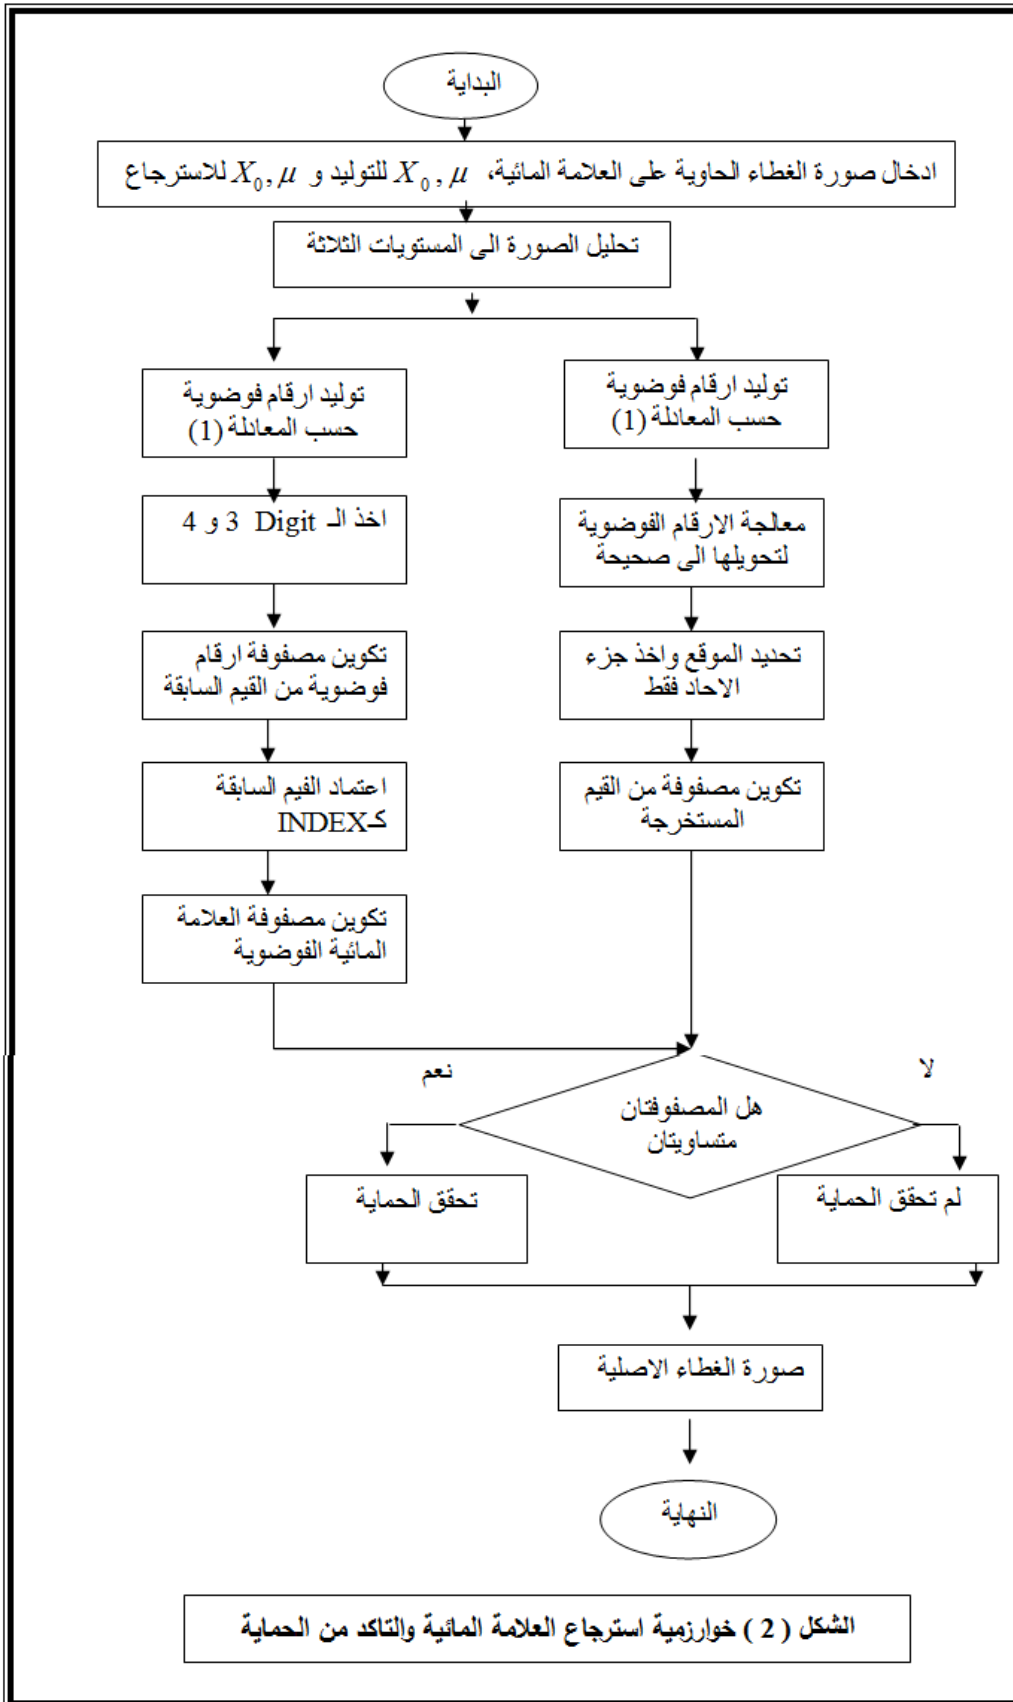 البداية
ادخال صورة الغطاء الحاوية على العلامة المائية، X₀, μ للتوليد و X₀, μ للاسترجاع
تحليل الصورة الى المستويات الثلاثة
توليد ارقام فوضوية
حسب المعادلة (1)
معالجة الارقام الفوضوية
لتحويلها الى صحيحة
تحديد الموقع واخذ جزء
الاحاد فقط
تكوين مصفوفة من القيم
المستخرجة
توليد ارقام فوضوية
حسب المعادلة (1)
اخذ الـ Digit 3 و 4
تكوين مصفوفة ارقام
فوضوية من القيم السابقة
اعتماد الفيم السابقة
كـINDEX
تكوين مصفوفة العلامة
المائية الفوضوية
هل المصفوفتان
متساويتان
لا
نعم
لم تحقق الحماية
تحقق الحماية
صورة الغطاء الاصلية
النهاية
الشكل ( 2 ) خوارزمية استرجاع العلامة المائية والتاكد من الحماية